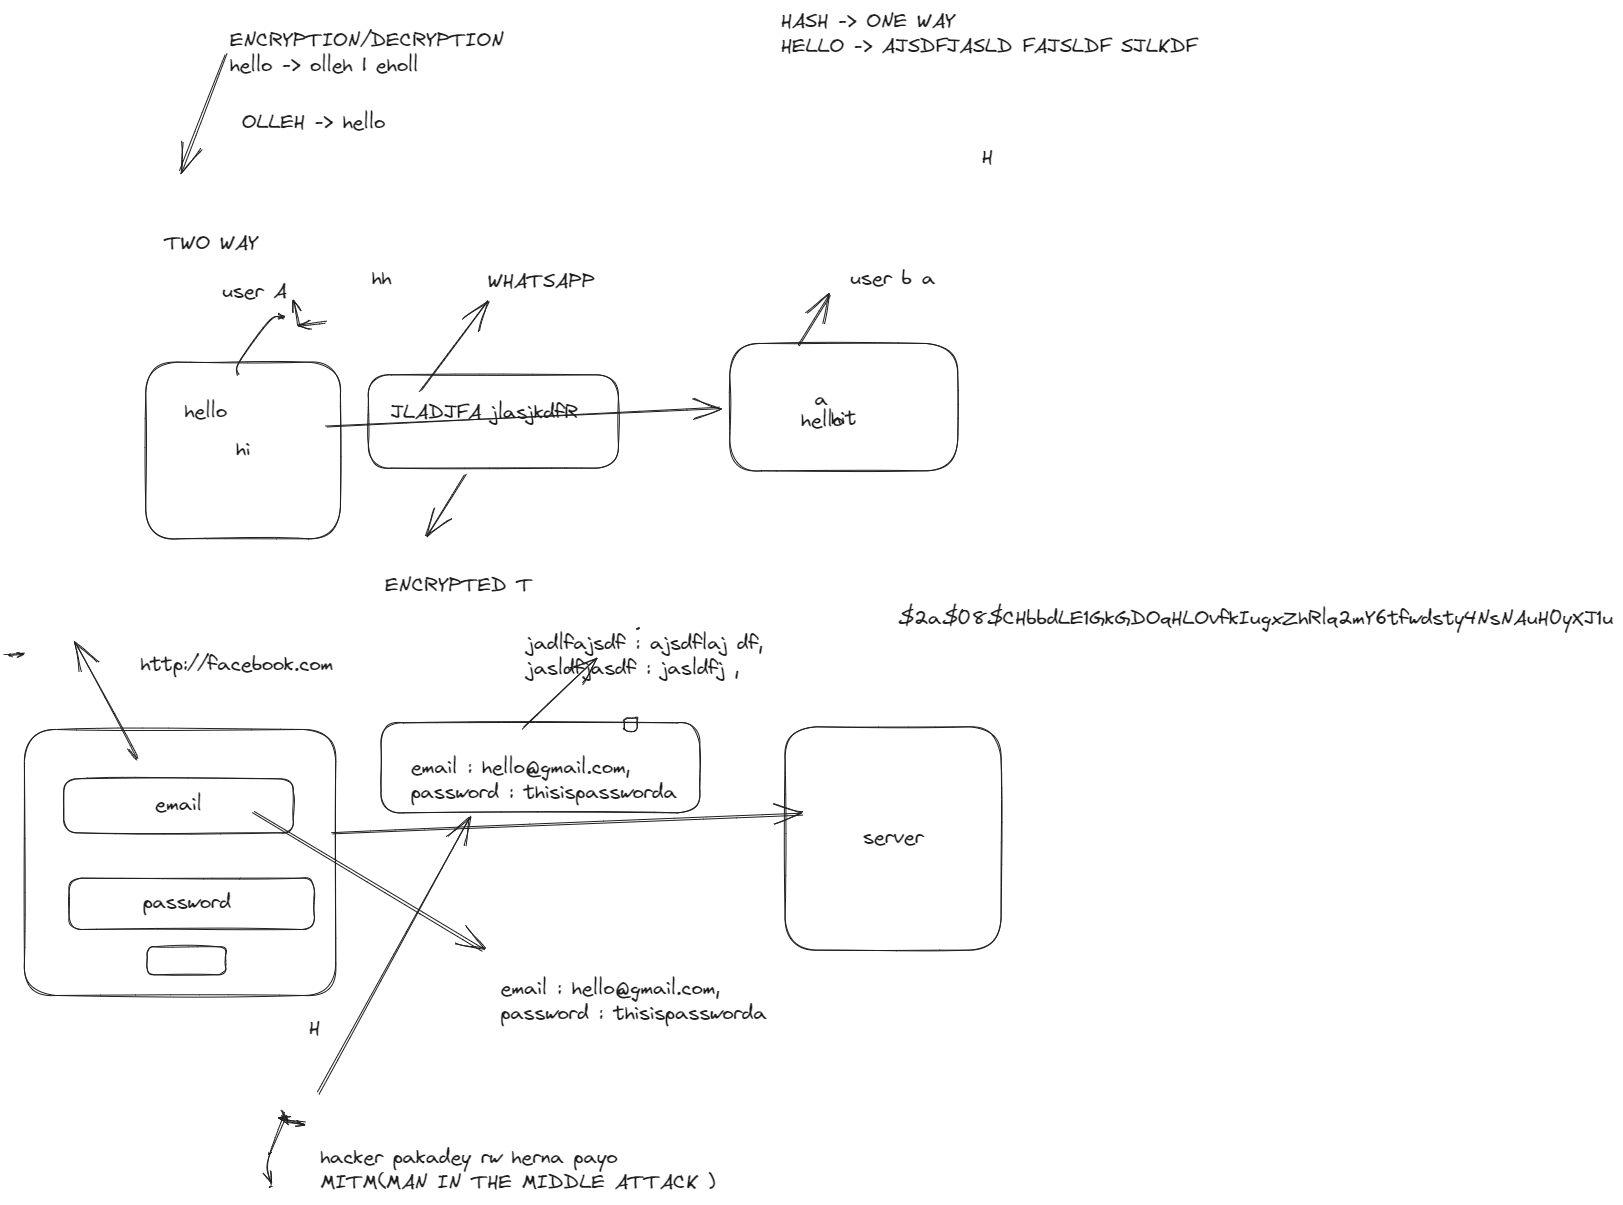 ENCRYPTION/DECRYPTION
hello -> olleh | eholl
OLLEH -> hello
HASH -> ONE WAY
HELLO -> AJSDFJASLD FAJSLDF SJLKDF
H
TWO WAY
user A
hh
WHATSAPP
user b a
hello
hi
JLADJFA jlasjkdfR
a
ENCRYPTED T
$2a$08$CHbbdLE1GkGDOqHLOvfkIugxZhRlq2mY6tfwdsty4NsNAuHOyXJ1u
http://facebook.com
jadlfajsdf : ajsdflaj df,
jasldfjasdf : jasldfj ,
email
password
email : hello@gmail.com,
password : thisispassworda
server
email : hello@gmail.com,
password : thisispassworda
H
hacker pakadey rw herna payo
MITM(MAN IN THE MIDDLE ATTACK )